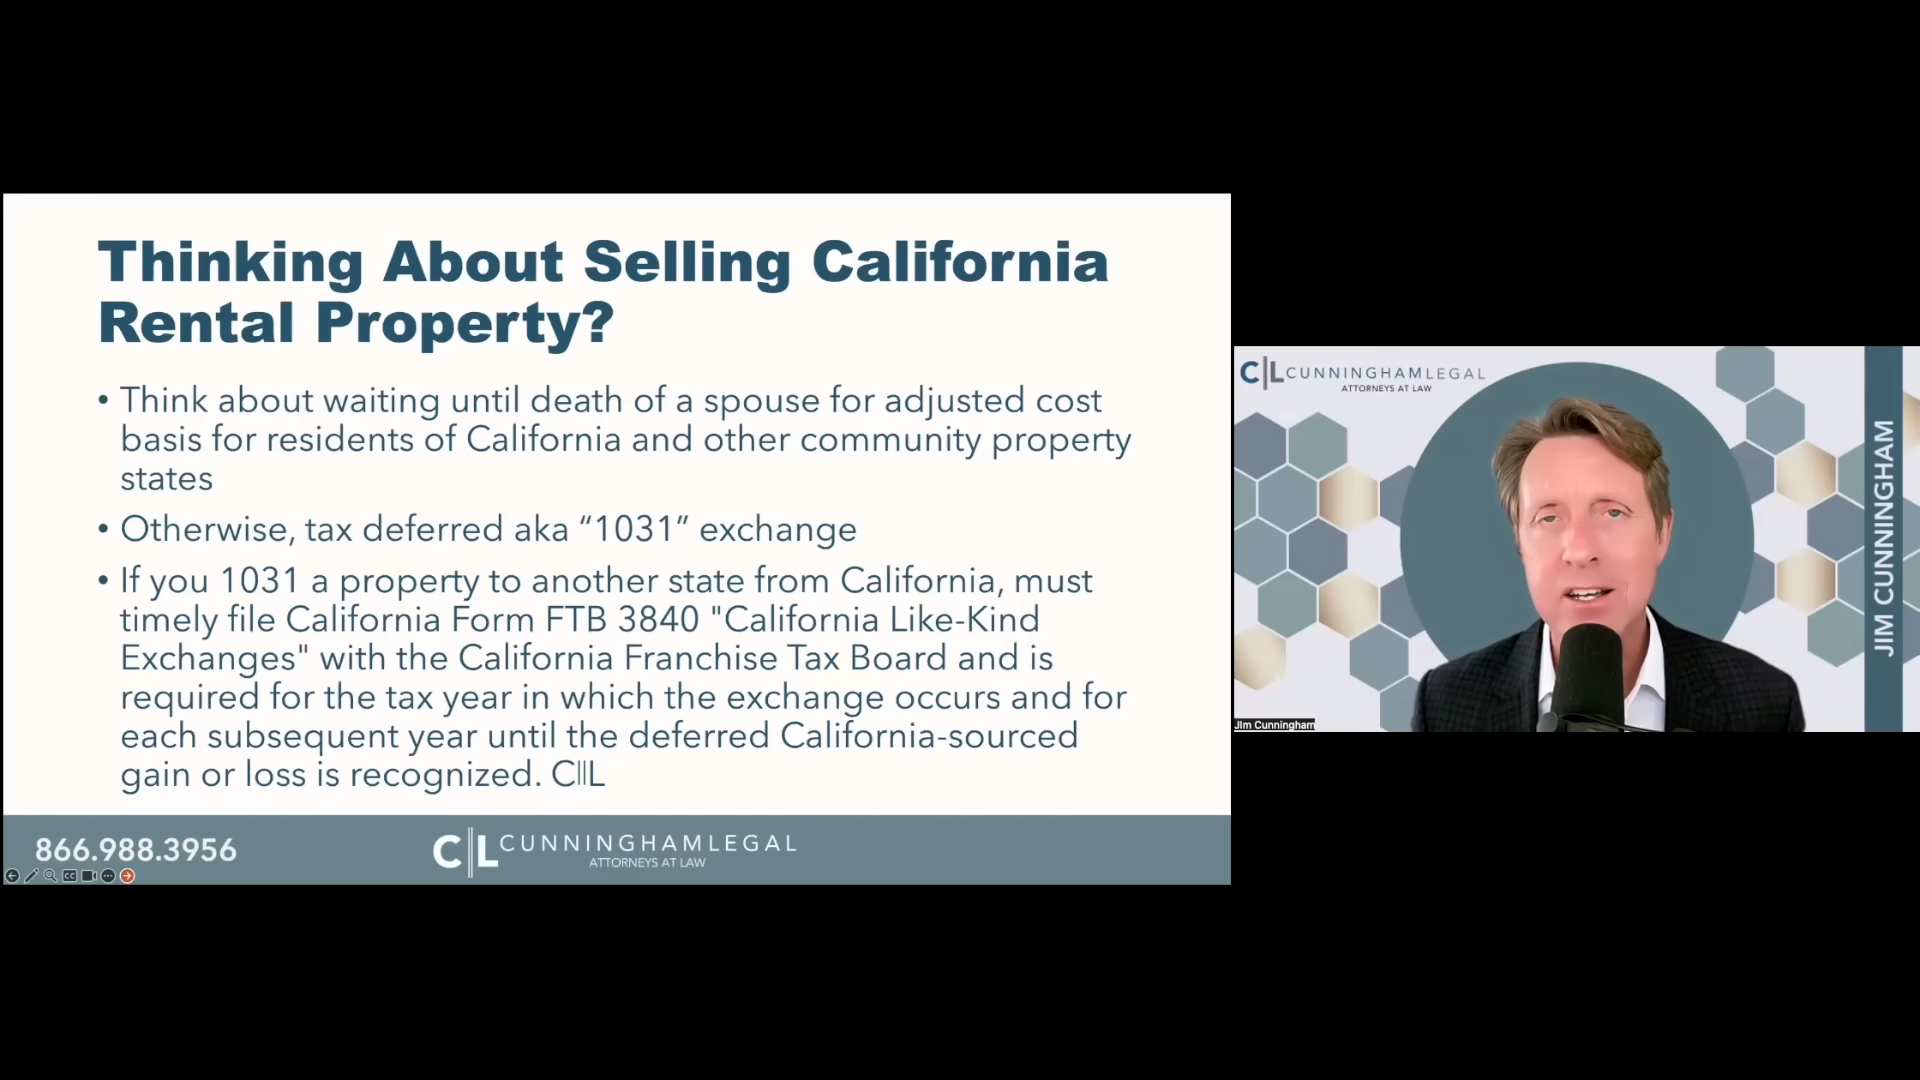 Thinking About Selling California
Rental Property?
• Think about waiting until death of a spouse for adjusted cost
basis for residents of California and other community property
states
• Otherwise, tax deferred aka “1031” exchange
• If you 1031 a property to another state from California, must
timely file California Form FTB 3840 "California Like-Kind
Exchanges" with the California Franchise Tax Board and is
required for the tax year in which the exchange occurs and for
each subsequent year until the deferred California-sourced
gain or loss is recognized. C||L
866.988.3956
C||L CUNNINGHAMLEGAL
ATTORNEYS AT LAW
CC
C|L CUNNINGHAMLEGAL
ATTORNEYS AT LAW
JIM CUNNINGHAM
Jim Cunningham